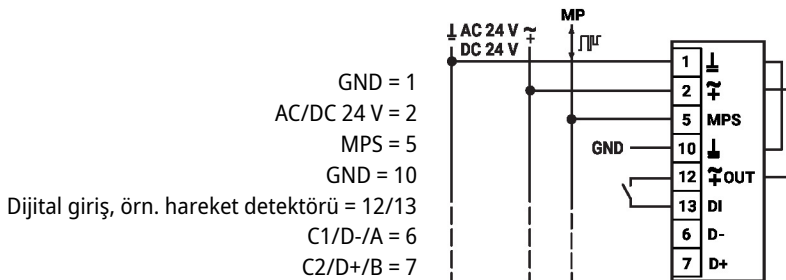 GND = 1
AC/DC 24 V = 2
MPS = 5
GND = 10
Dijital giriş, örn. hareket detektörü = 12/13
C1/D-/A = 6
C2/D+/B = 7
MP
AC 24 V
DC 24 V
1
2
5 MPS
GND 10
12 OUT
13 DI
6 D-
7 D+